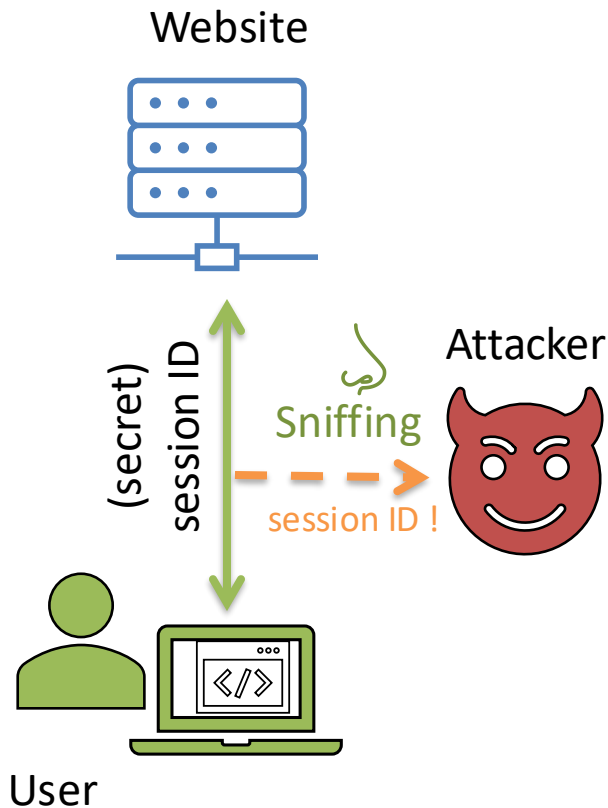 Website
(secret)
session ID
Sniffing
session ID !
Attacker
</>
User